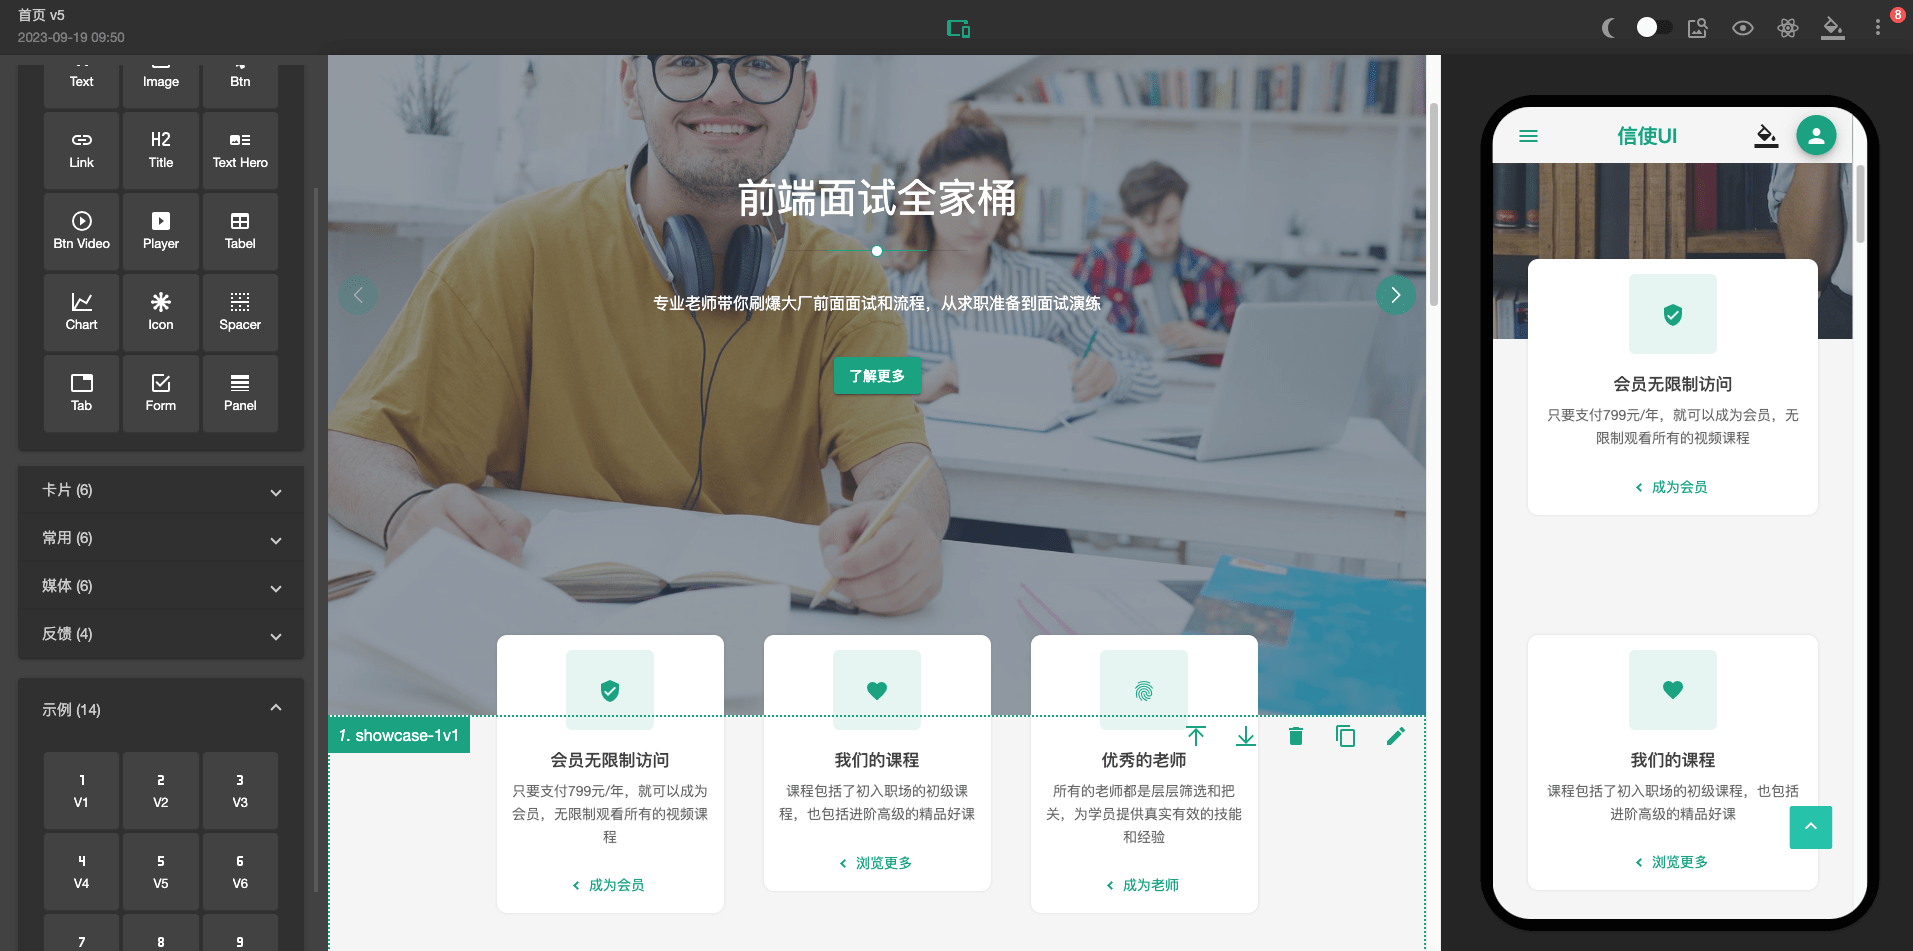 首页 v5
2023-09-19 09:50
8
Text
Image
Btn
Link
H2
Title
Text Hero
Btn Video
Player
Tabel
Chart
Icon
Spacer
Tab
Form
Panel
卡片 (6)
常用 (6)
媒体 (6)
反馈 (4)
示例 (14)
1
V1
2
V2
3
V3
4
V4
5
V5
6
V6
7
8
9
前端面试全家桶
专业老师带你刷爆大厂前面面试和流程，从求职准备到面试演练
了解更多
1. showcase-1v1
会员无限制访问
只要支付799元/年，就可以成为
会员，无限制观看所有的视频课
程
成为会员
我们的课程
课程包括了初入职场的初级课
程，也包括进阶高级的精品好课
浏览更多
优秀的老师
所有的老师都是层层筛选和把
关，为学员提供真实有效的技能
和经验
成为老师
信使UI
会员无限制访问
只要支付799元/年，就可以成为会员，无
限制观看所有的视频课程
成为会员
我们的课程
课程包括了初入职场的初级课程，也包括
进阶高级的精品好课
浏览更多